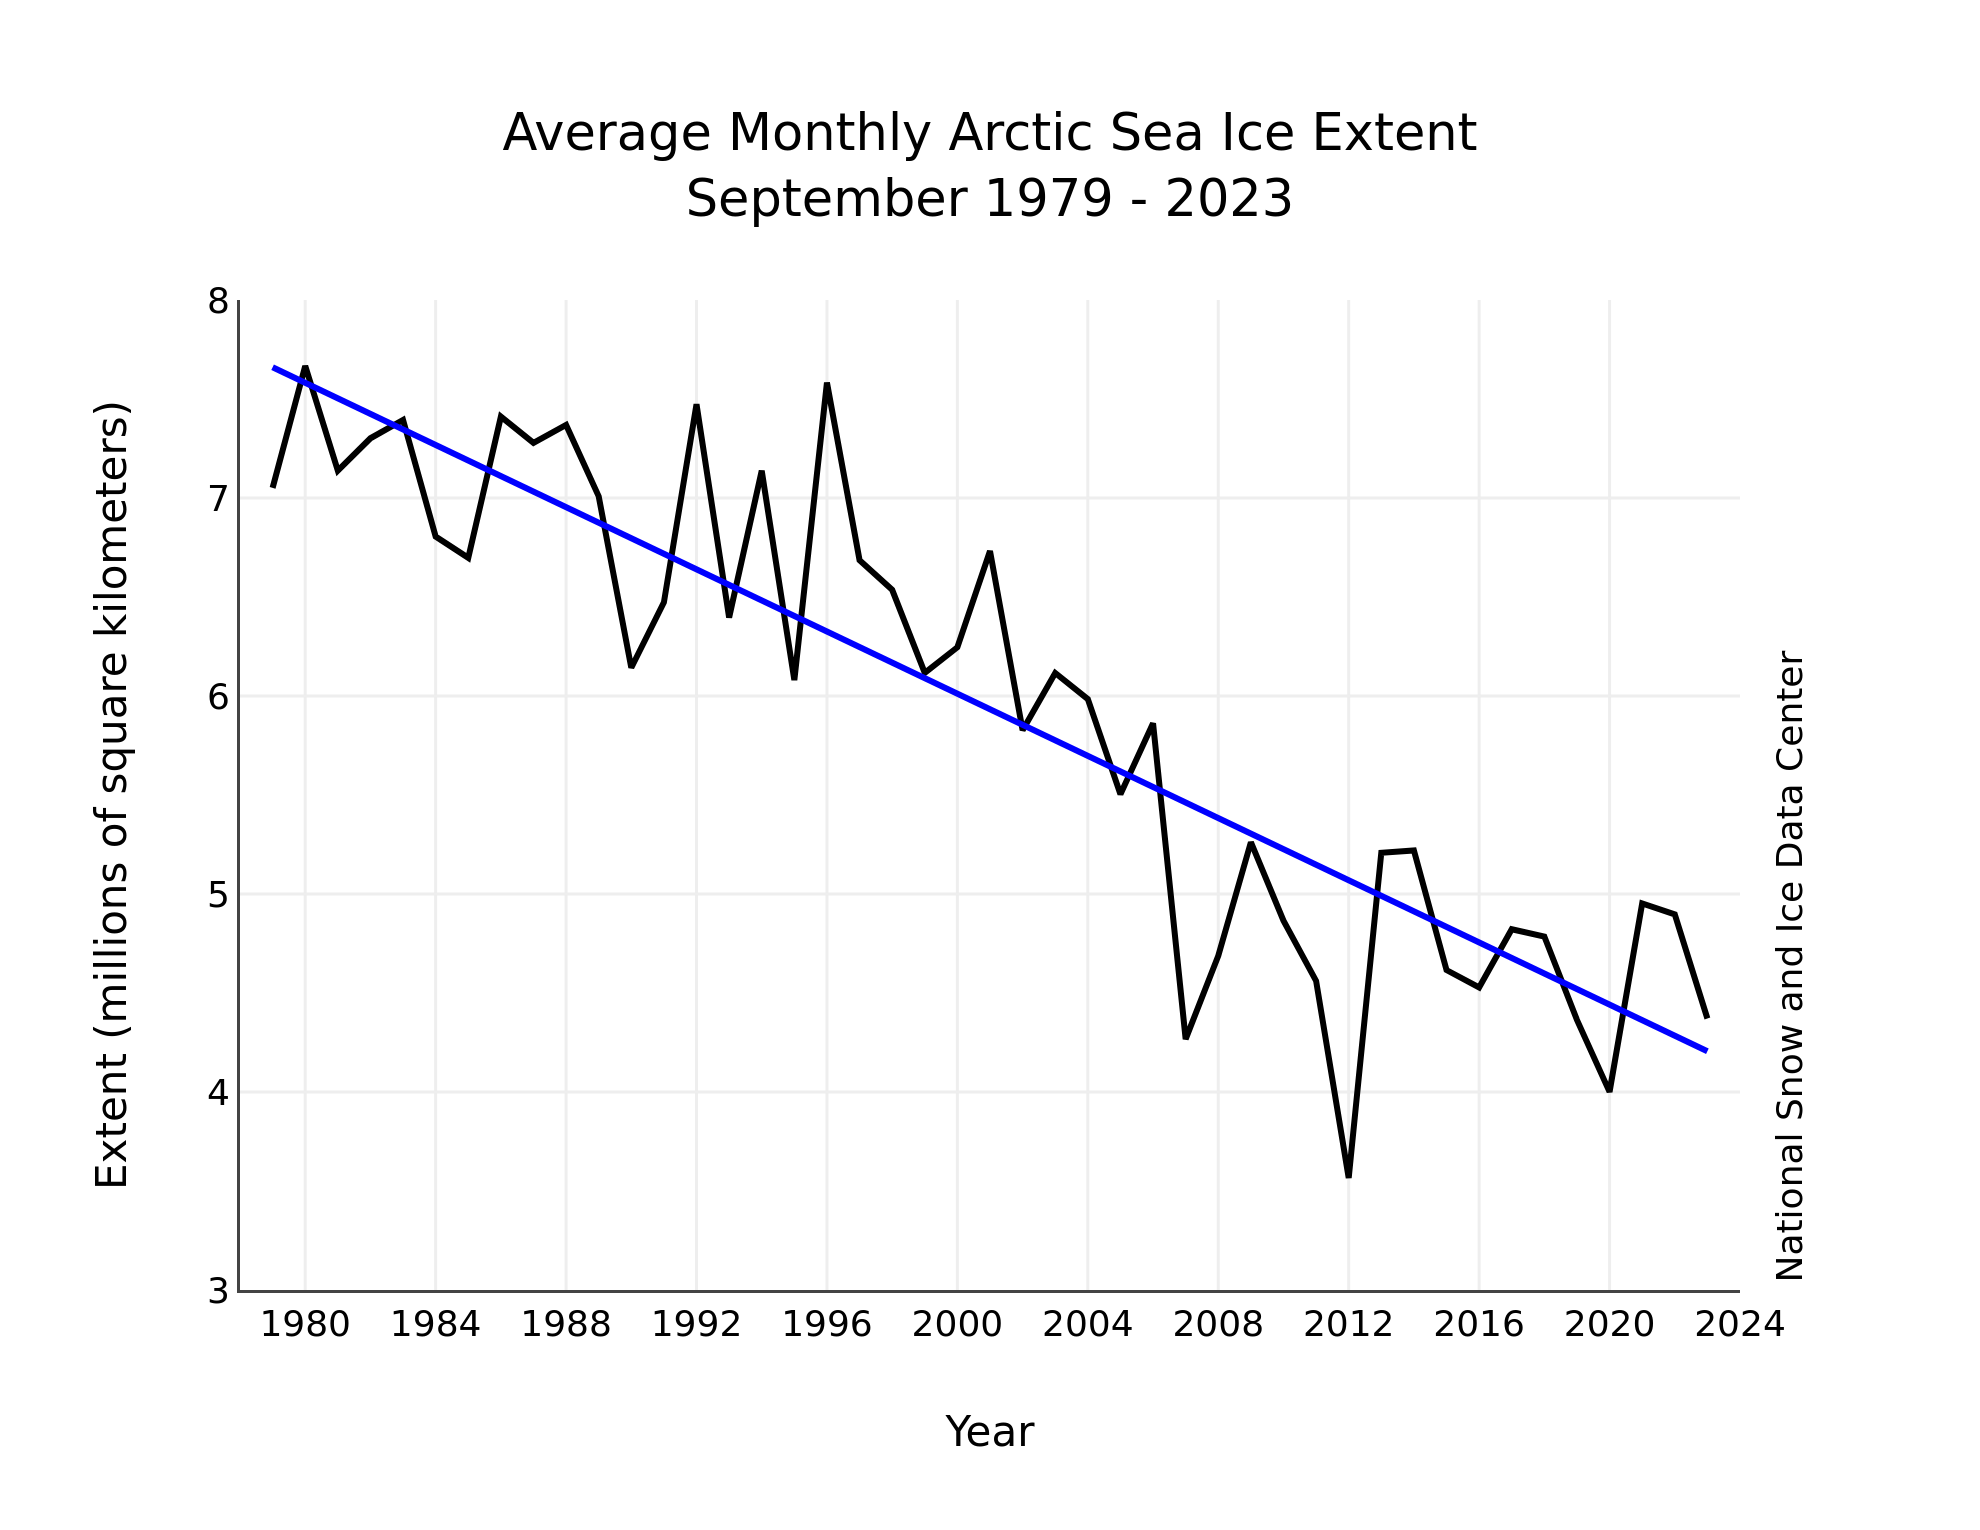 Average Monthly Arctic Sea Ice Extent
September 1979 - 2023
Extent (millions of square kilometers)
8
7
6
5
4
3
1980 1984 1988 1992 1996 2000 2004 2008 2012 2016 2020 2024
Year
National Snow and Ice Data Center